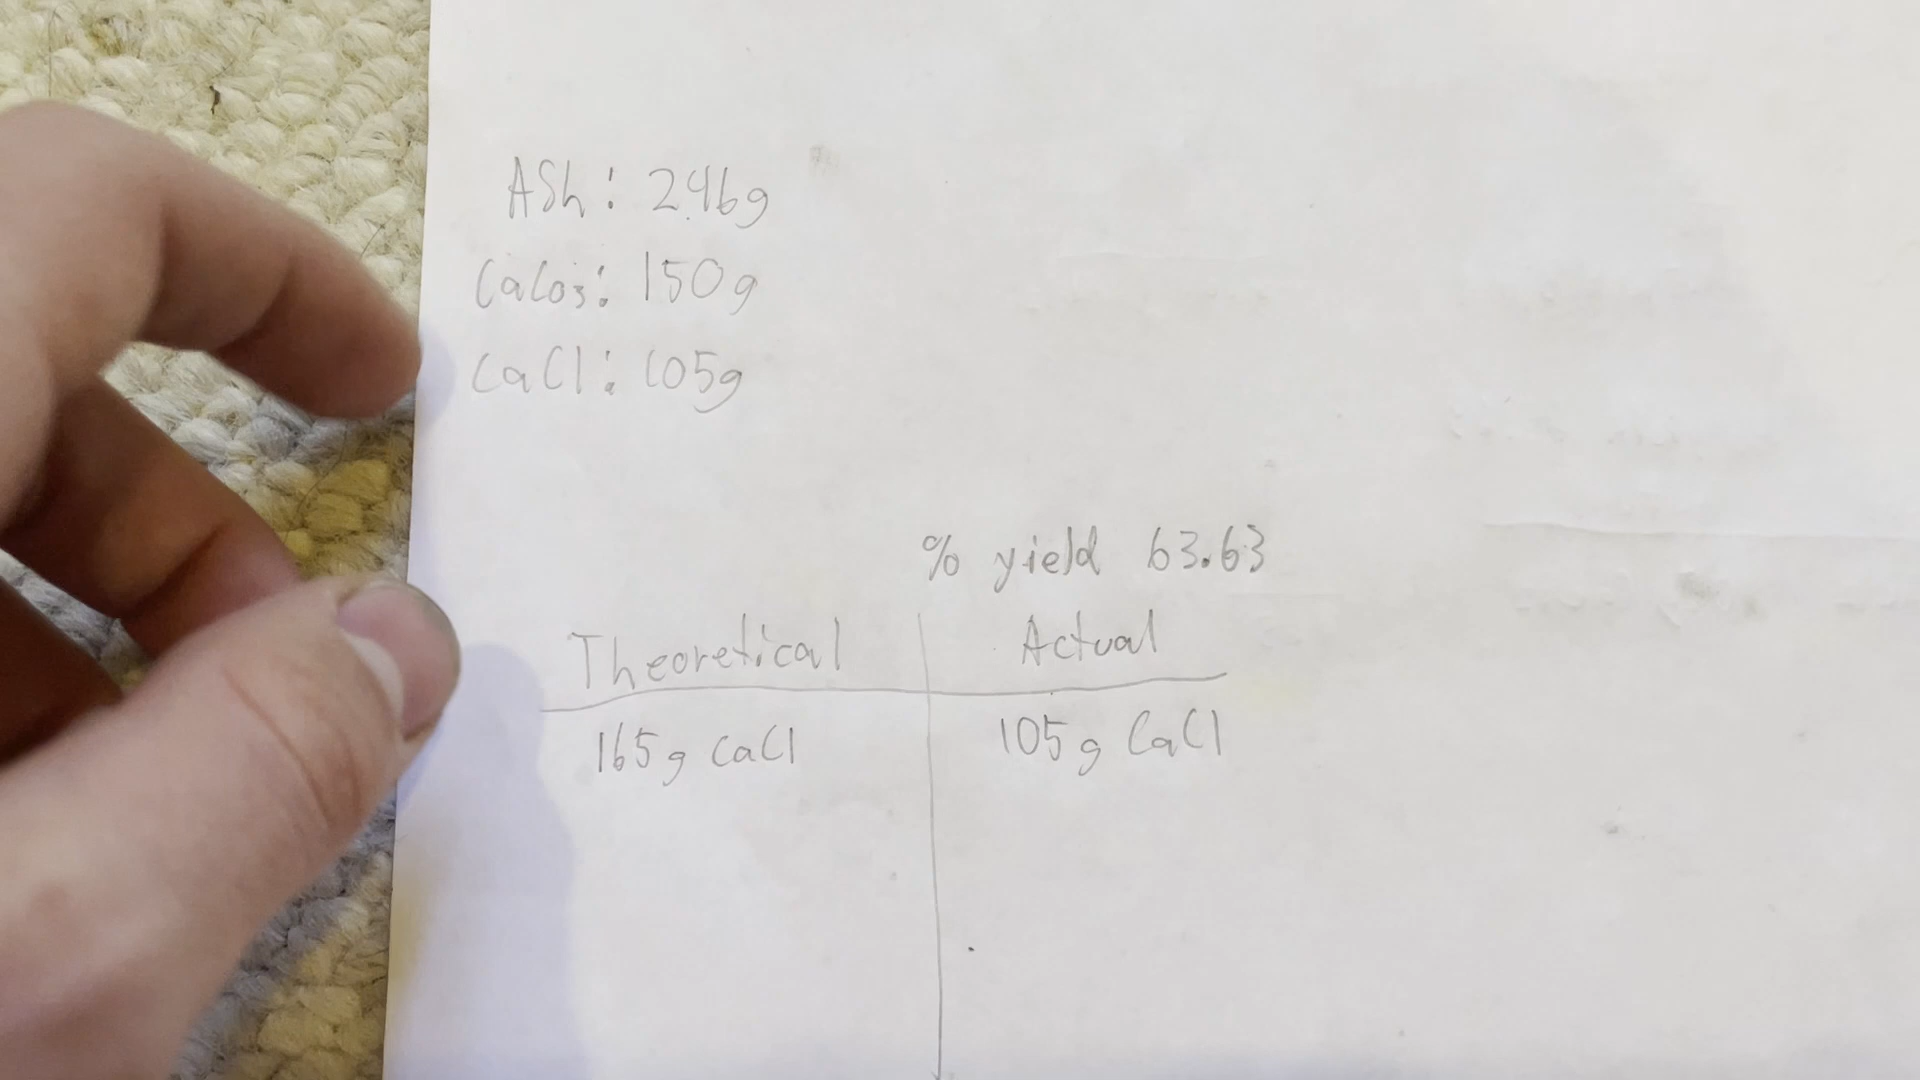 Ash: 246g
CaCo3: 150g
CaCl: 105g
% yield 63.63
Theoretical Actual
165g CaCl 105g CaCl